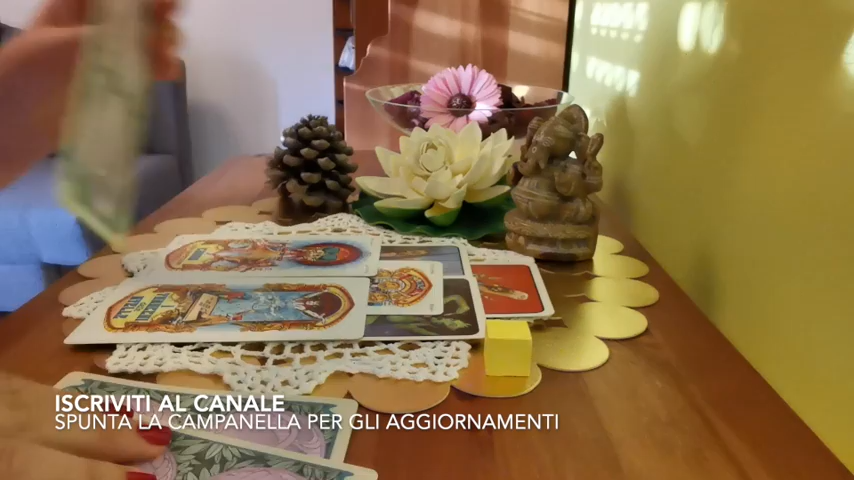 ISCRIVITI AL CANALE
SPUNTA LA CAMPANELLA PER GLI AGGIORNAMENTI